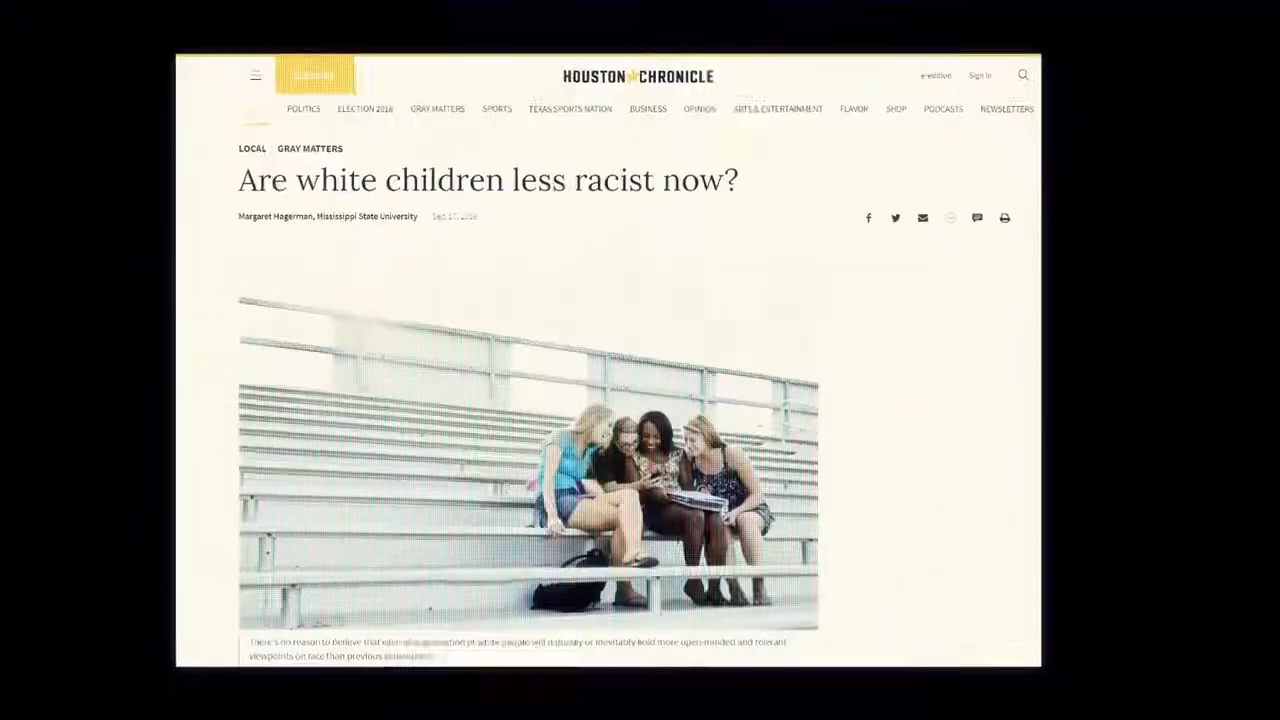 HOUSTON CHRONICLE
e-edition Sign In
POLITICS ELECTION 2018 GRAY MATTERS SPORTS TEXAS SPORTS NATION BUSINESS OPINION ARTS & ENTERTAINMENT FLAVOR SHOP PODCASTS NEWSLETTERS
LOCAL GRAY MATTERS
Are white children less racist now?
Margaret Hagerman, Mississippi State University
There's no reason to believe that of white people will naturally or inevitably hold more open-minded and tolerant
viewpoints on race than previous